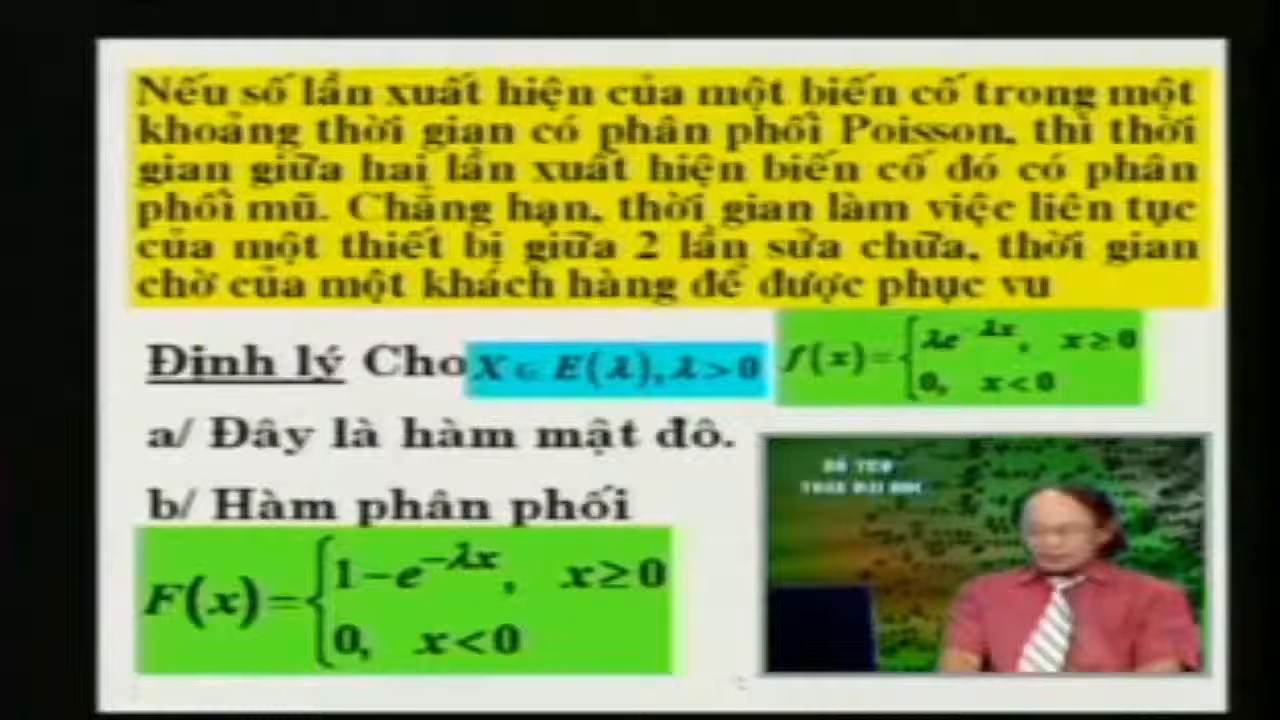 Nếu số lần xuất hiện của một biến cố trong một
khoảng thời gian có phân phối Poisson, thì thời
gian giữa hai lần xuất hiện biến cố đó có phân
phối mũ. Chẳng hạn, thời gian làm việc liên tục
của một thiết bị giữa 2 lần sửa chữa, thời gian
chờ của một khách hàng để được phục vu
Định lý Cho X ∈ E(λ), λ > 0 f(x) = { λe^{-λx}, x ≥ 0
0, x < 0
a/ Đây là hàm mật đô.
b/ Hàm phân phối
F(x) = { 1 - e^{-λx}, x ≥ 0
0, x < 0